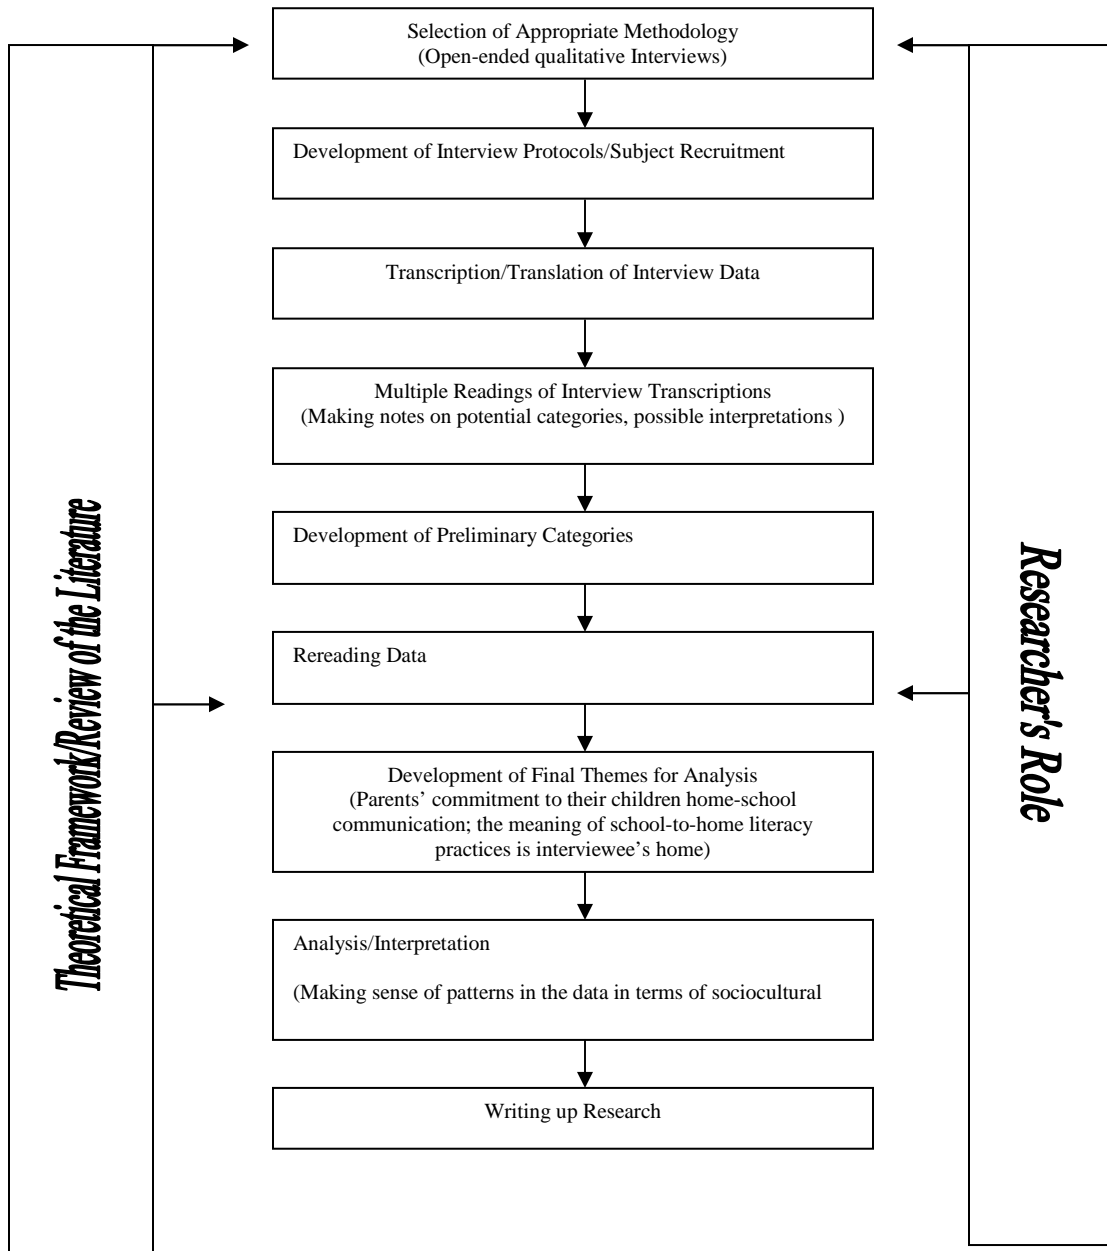 Selection of Appropriate Methodology
(Open-ended qualitative Interviews)
Development of Interview Protocols/Subject Recruitment
Transcription/Translation of Interview Data
Multiple Readings of Interview Transcriptions
(Making notes on potential categories, possible interpretations )
Development of Preliminary Categories
Rereading Data
Development of Final Themes for Analysis
(Parents’ commitment to their children home-school
communication; the meaning of school-to-home literacy
practices is interviewee’s home)
Analysis/Interpretation
(Making sense of patterns in the data in terms of sociocultural
Writing up Research
Theoretical Framework/Review of the Literature
Researcher's Role